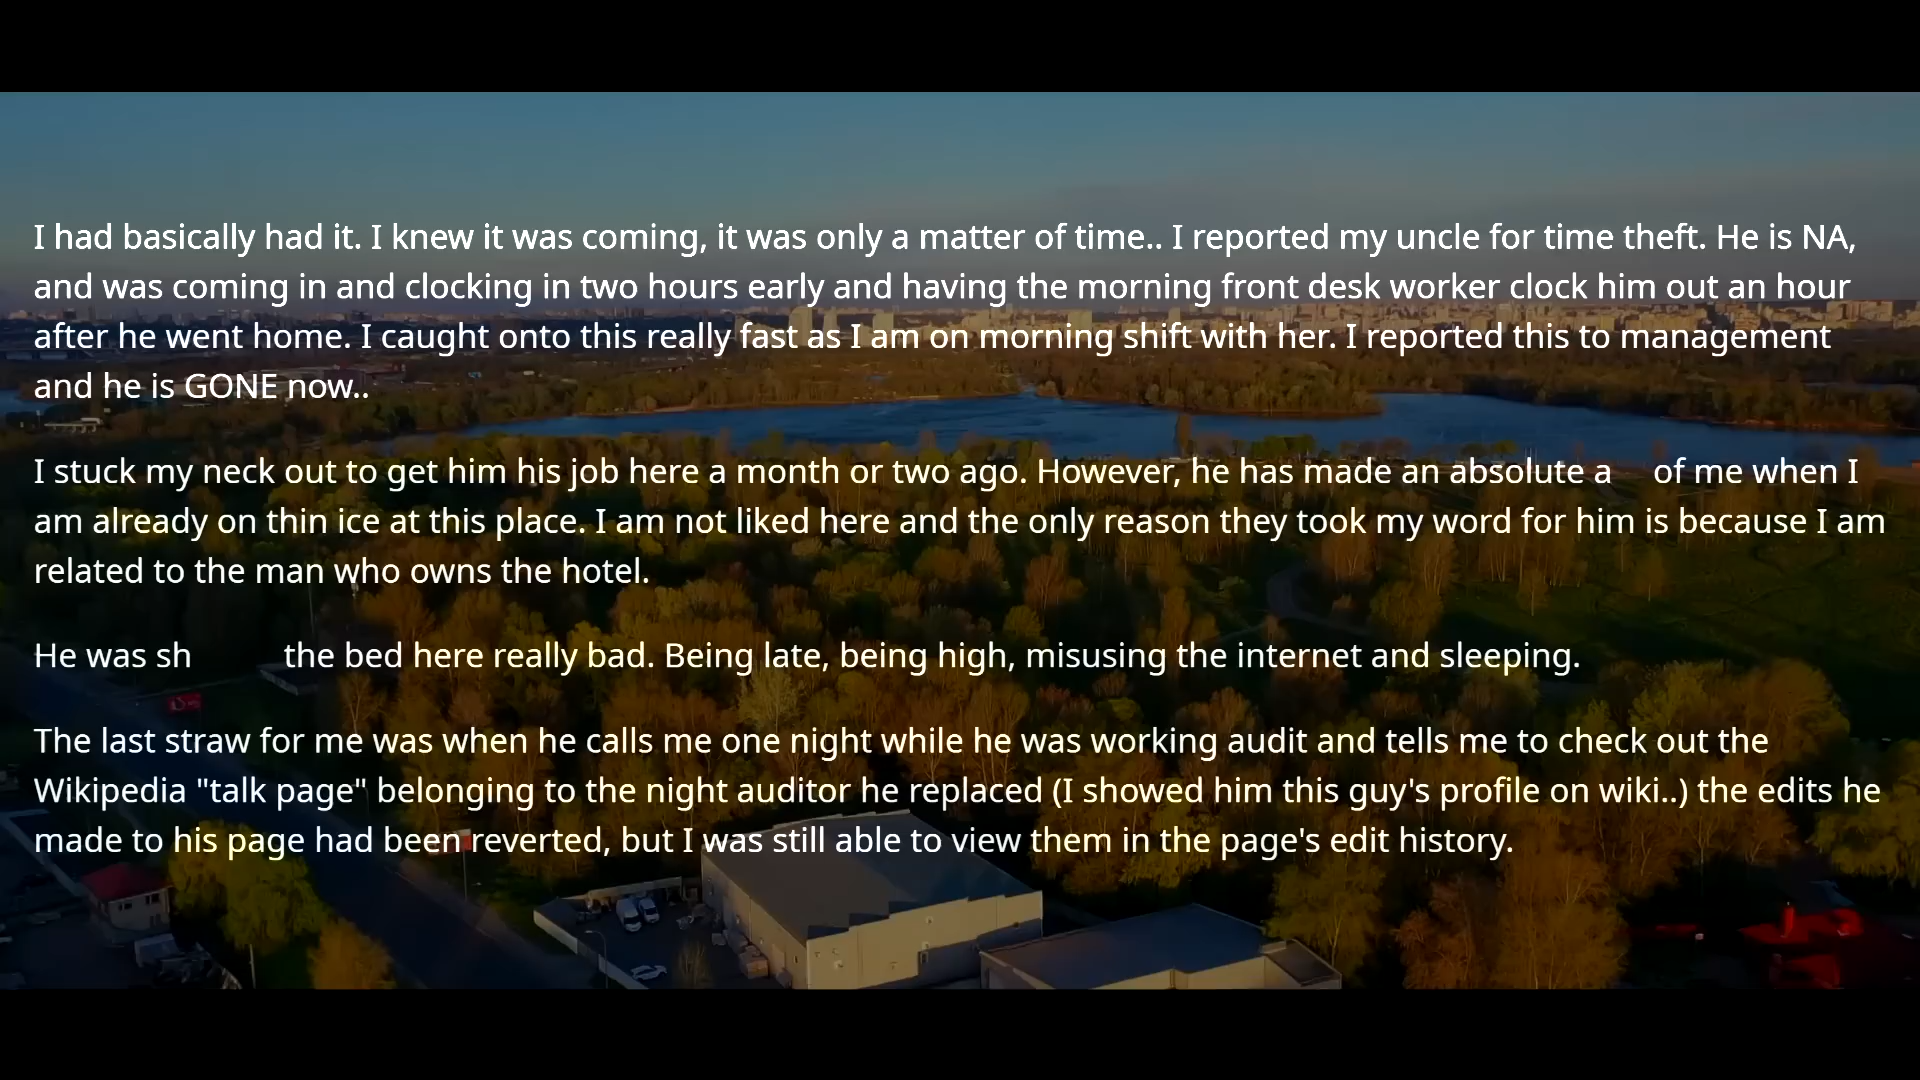 I had basically had it. I knew it was coming, it was only a matter of time.. I reported my uncle for time theft. He is NA,
and was coming in and clocking in two hours early and having the morning front desk worker clock him out an hour
after he went home. I caught onto this really fast as I am on morning shift with her. I reported this to management
and he is GONE now..
I stuck my neck out to get him his job here a month or two ago. However, he has made an absolute a of me when I
am already on thin ice at this place. I am not liked here and the only reason they took my word for him is because I am
related to the man who owns the hotel.
He was sh the bed here really bad. Being late, being high, misusing the internet and sleeping.
The last straw for me was when he calls me one night while he was working audit and tells me to check out the
Wikipedia "talk page" belonging to the night auditor he replaced (I showed him this guy's profile on wiki..) the edits he
made to his page had been reverted, but I was still able to view them in the page's edit history.